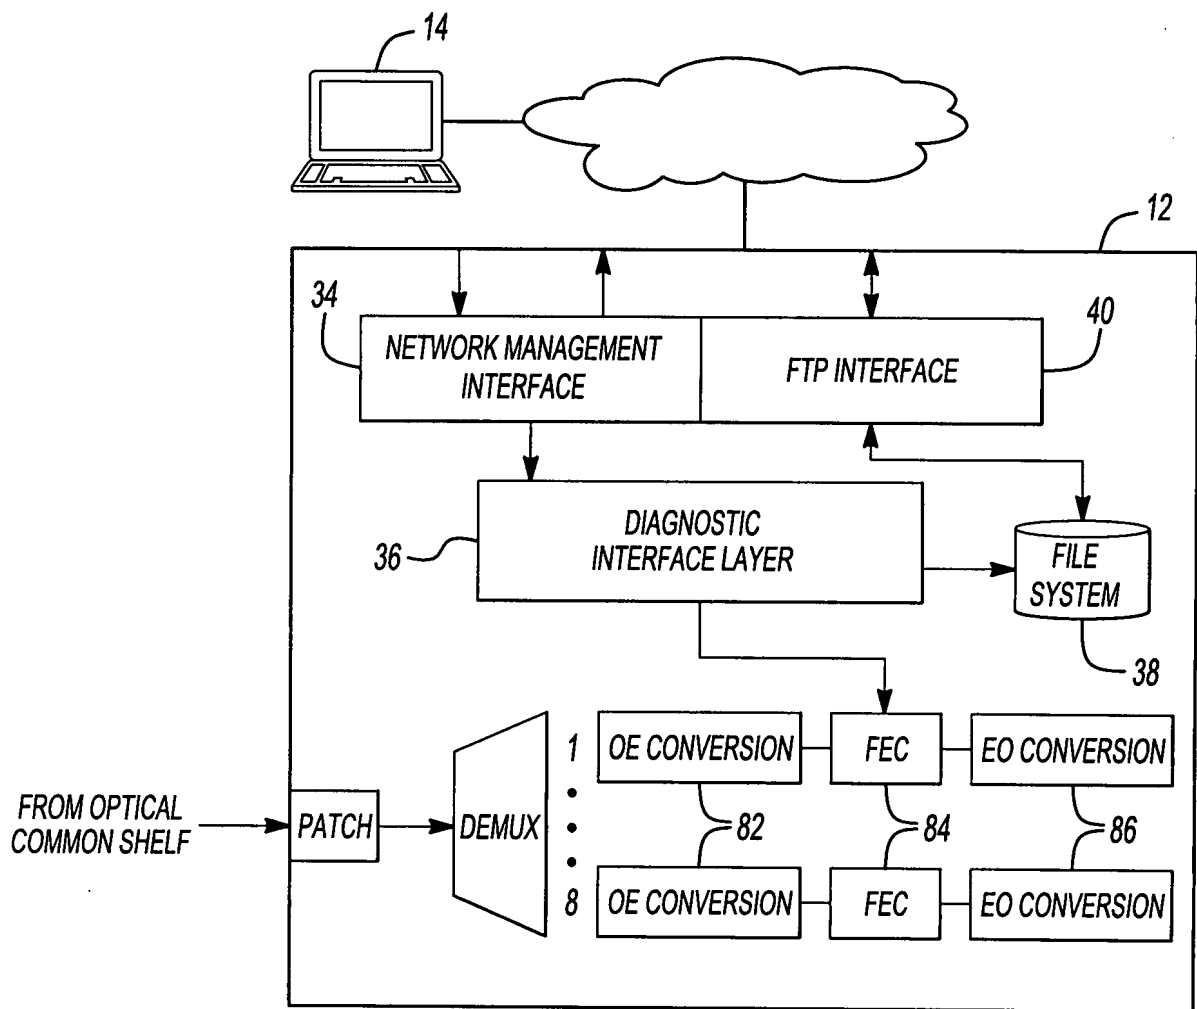 14
12
34
NETWORK MANAGEMENT
INTERFACE
FTP INTERFACE
40
DIAGNOSTIC
INTERFACE LAYER
36
FILE
SYSTEM
38
FROM OPTICAL
COMMON SHELF
PATCH
DEMUX
1
OE CONVERSION
FEC
EO CONVERSION
82
84
86
8
OE CONVERSION
FEC
EO CONVERSION